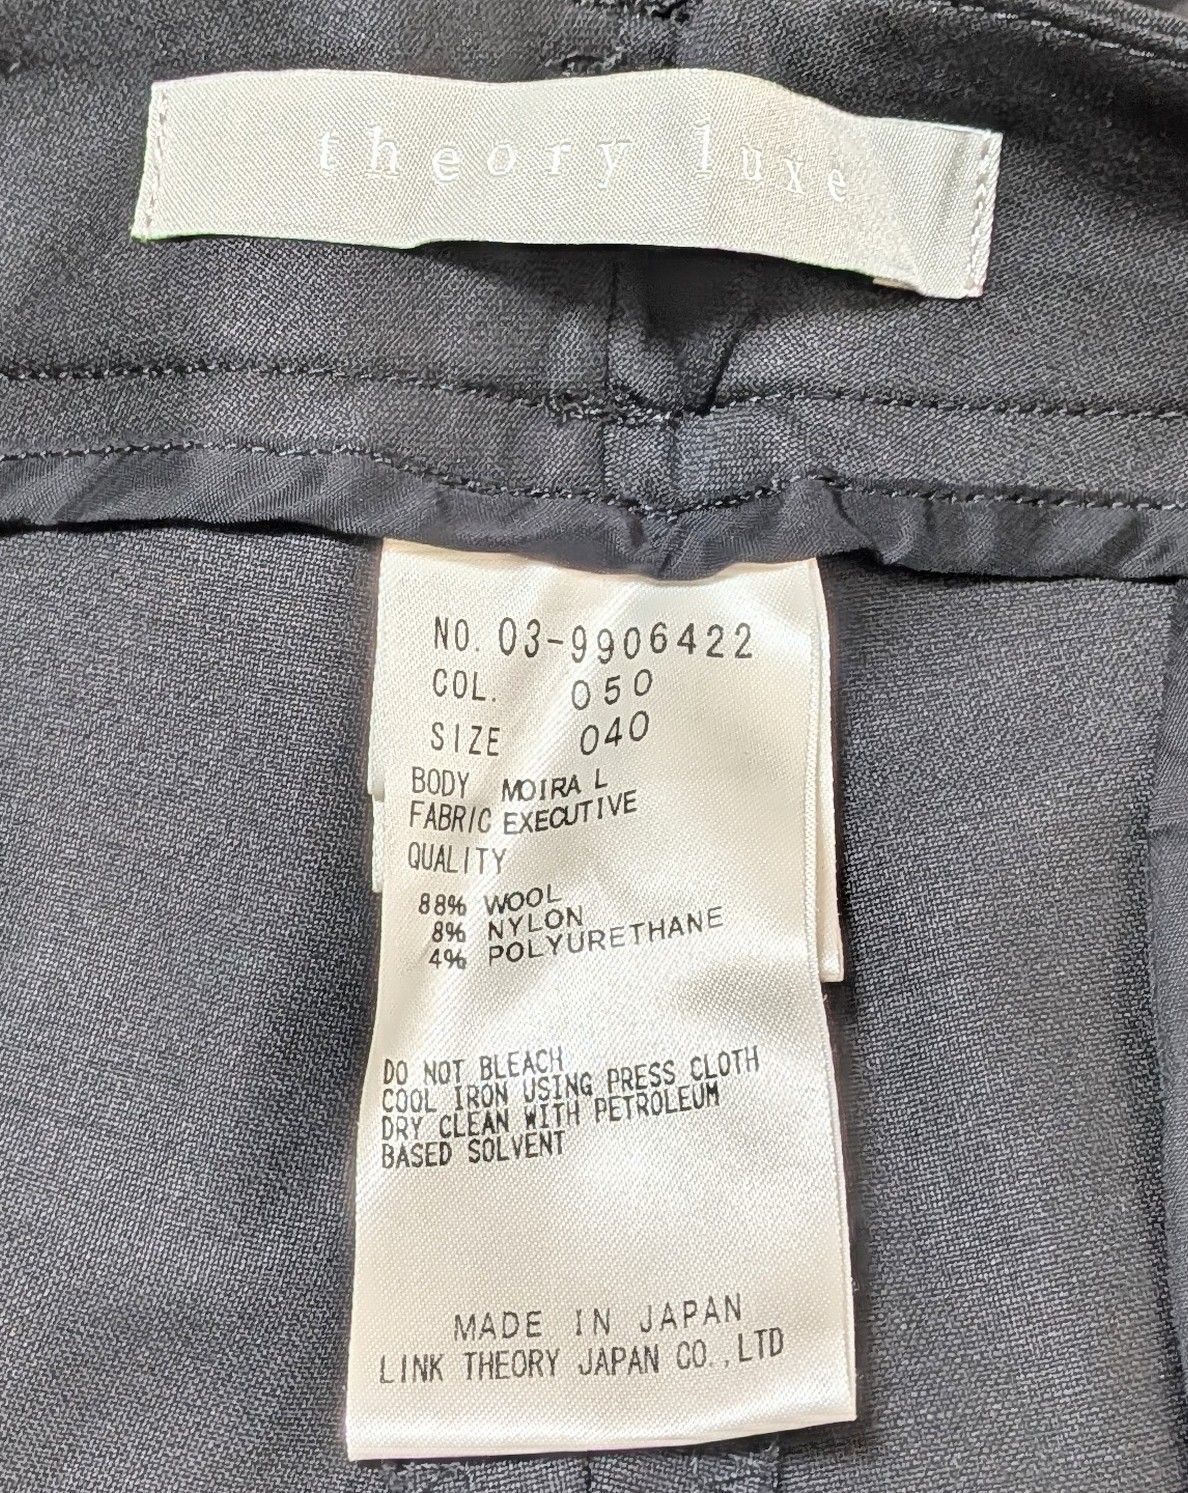 theory luxe
NO. 03-9906422
COL. 050
SIZE 040
BODY MOIRA L
FABRIC EXECUTIVE
QUALITY
88% WOOL
8% NYLON
4% POLYURETHANE
DO NOT BLEACH
COOL IRON USING PRESS CLOTH
DRY CLEAN WITH PETROLEUM
BASED SOLVENT
MADE IN JAPAN
LINK THEORY JAPAN CO.,LTD